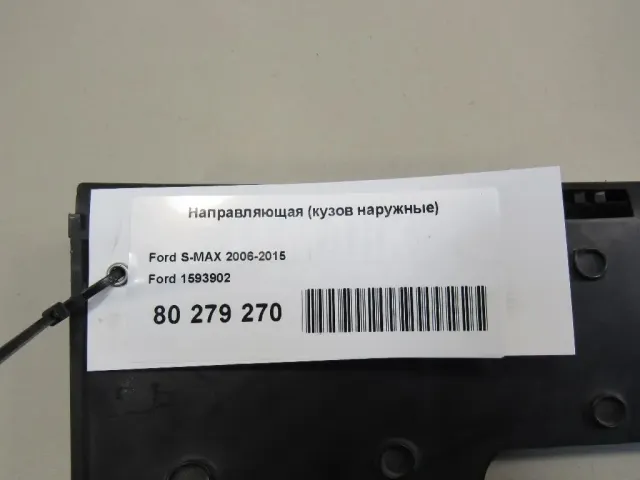 Направляющая (кузов наружные)
Ford S-MAX 2006-2015
Ford 1593902
80 279 270